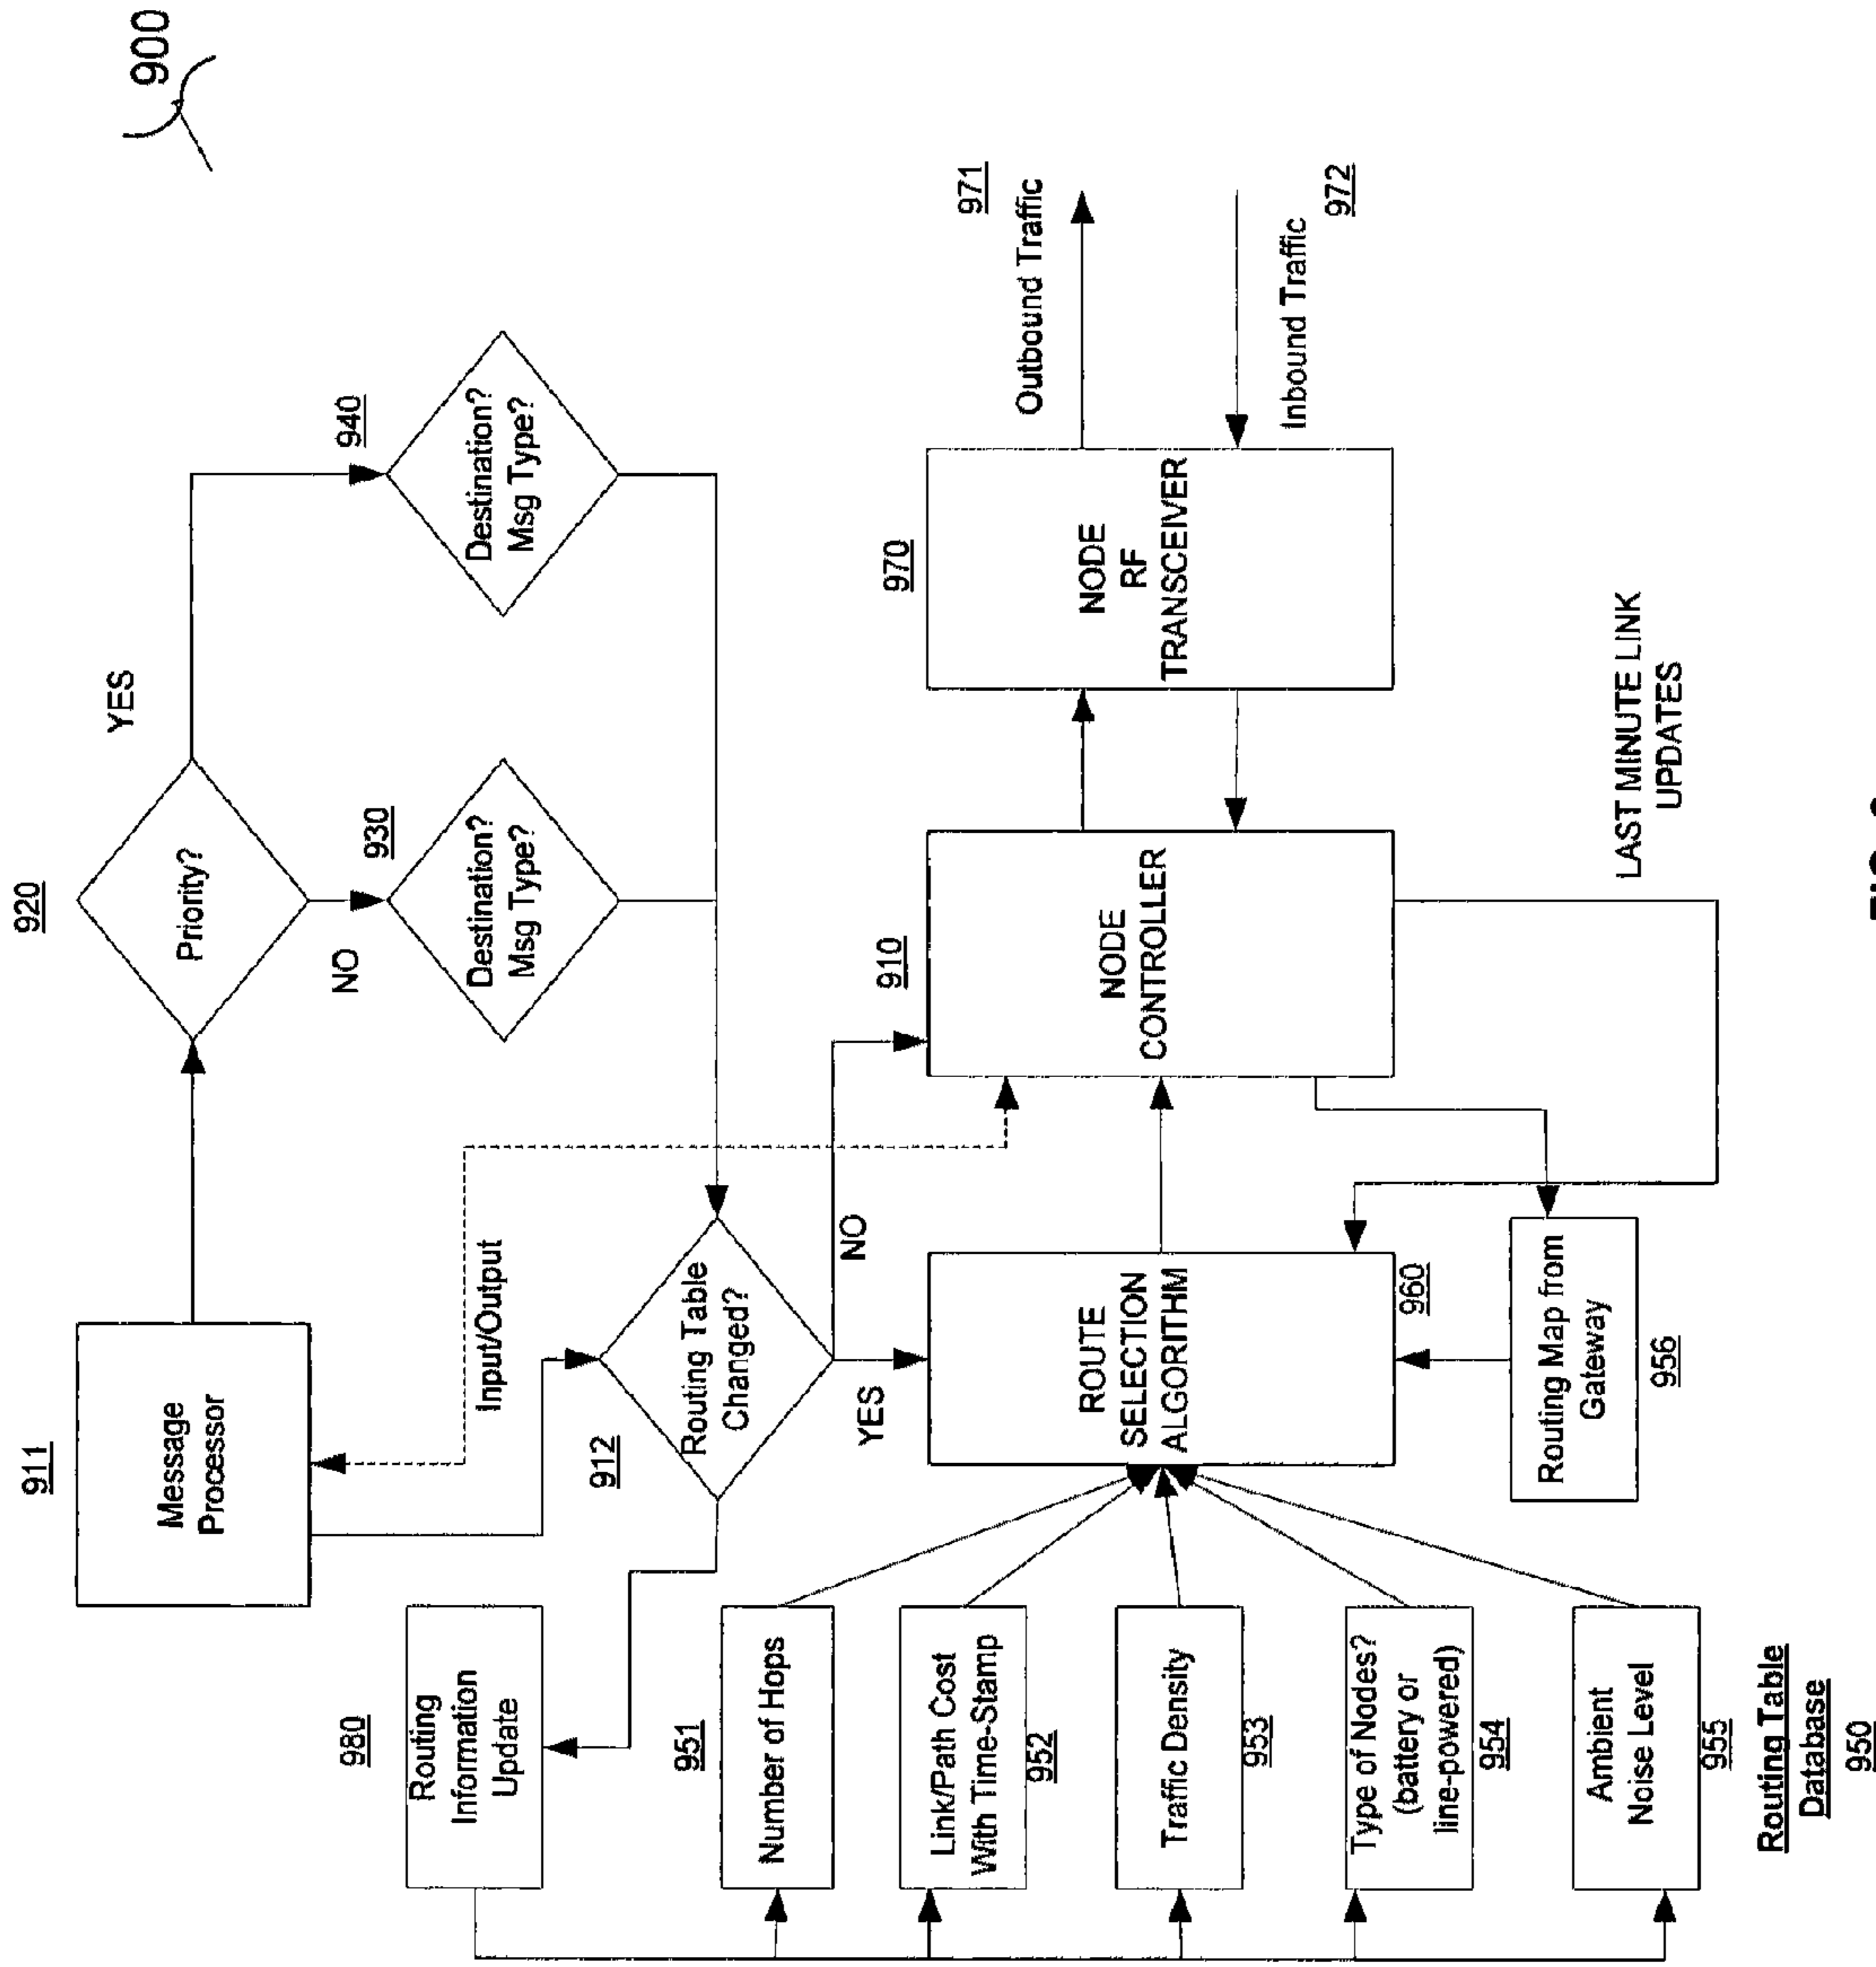 911
Message
Processor
920
Priority?
YES
NO
900
930
Destination?
Msg Type?
940
Destination?
Msg Type?
980
Routing
Information
Update
Input/Output
912
Routing Table
Changed?
YES
NO
951
Number of Hops
Link/Path Cost
With Time-Stamp
952
Traffic Density
953
Type of Nodes?
(battery or
line-powered)
954
Ambient
Noise Level
955
Routing Table
Database
950
ROUTE
SELECTION
ALGORITHM
960
Routing Map from
Gateway
956
910
NODE
CONTROLLER
LAST MINUTE LINK
UPDATES
970
NODE
RF
TRANSCEIVER
971
Outbound Traffic
Inbound Traffic
972